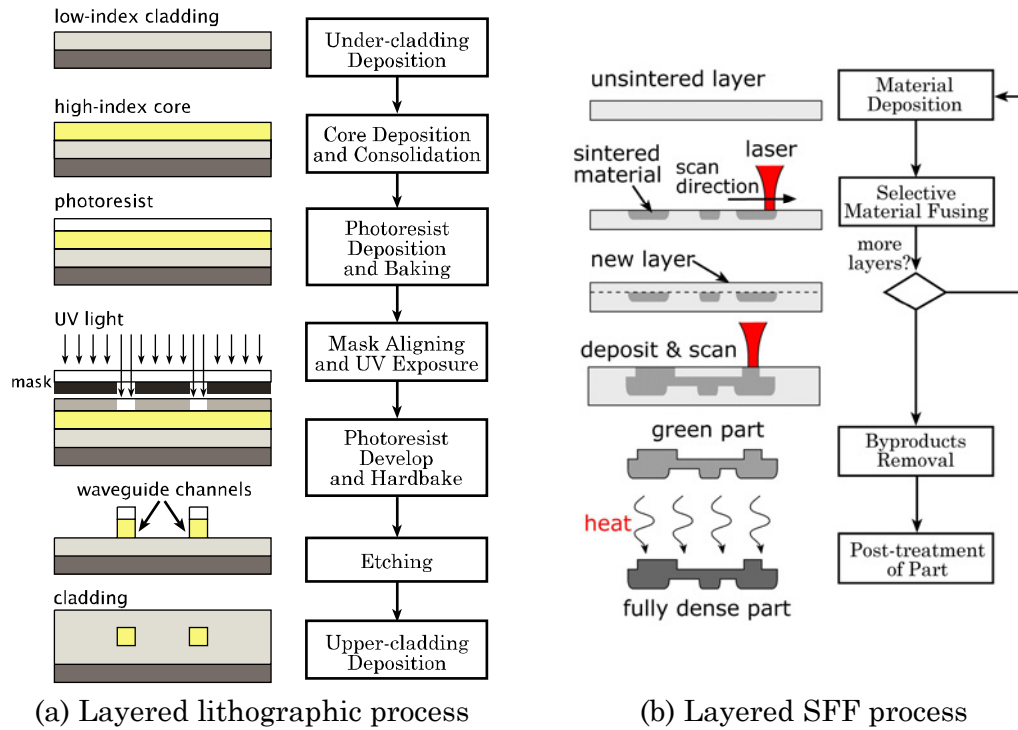 low-index cladding
Under-cladding
Deposition
high-index core
Core Deposition
and Consolidation
photoresist
Photoresist
Deposition
and Baking
UV light
mask
Mask Aligning
and UV Exposure
Photoresist
Develop
and Hardbake
waveguide channels
Etching
cladding
Upper-cladding
Deposition
(a) Layered lithographic process
unsintered layer
Material
Deposition
sintered
material
scan
direction
laser
Selective
Material Fusing
more
layers?
new layer
deposit & scan
green part
Byproducts
Removal
heat
Post-treatment
of Part
fully dense part
(b) Layered SFF process